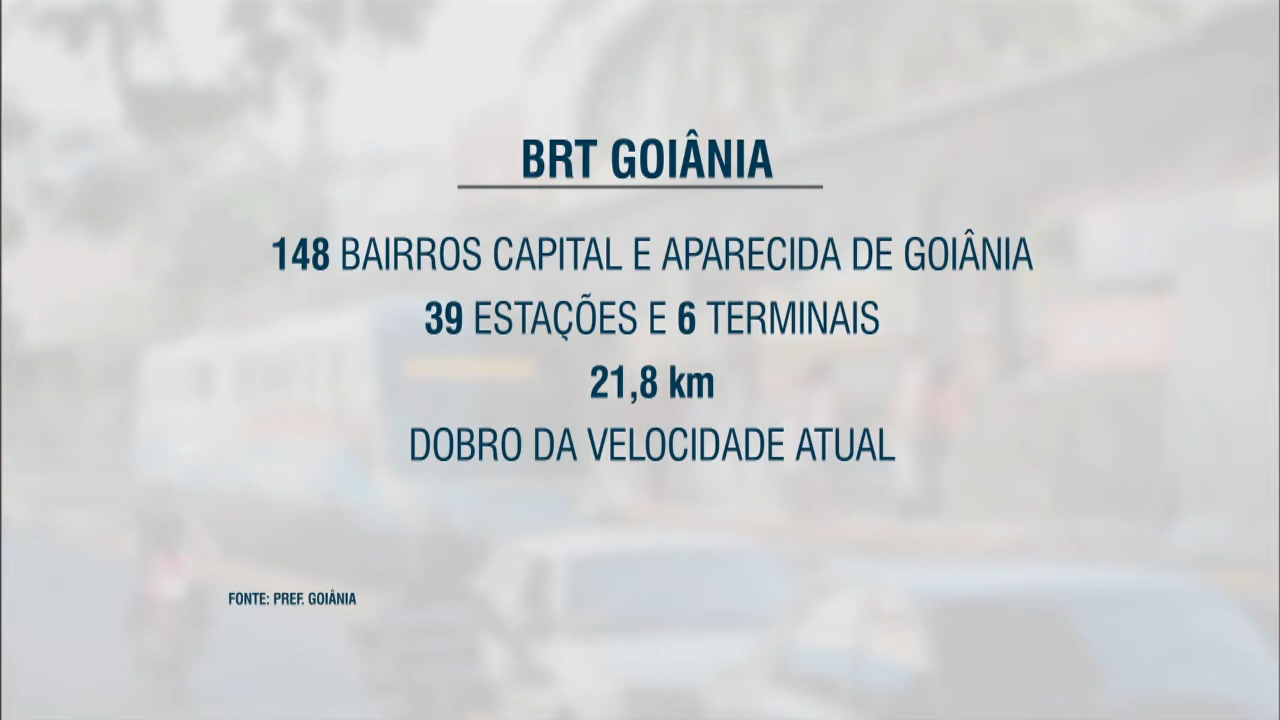 BRT GOIÂNIA
148 BAIRROS CAPITAL E APARECIDA DE GOIÂNIA
39 ESTAÇÕES E 6 TERMINAIS
21,8 km
DOBRO DA VELOCIDADE ATUAL
FONTE: PREF. GOIÂNIA